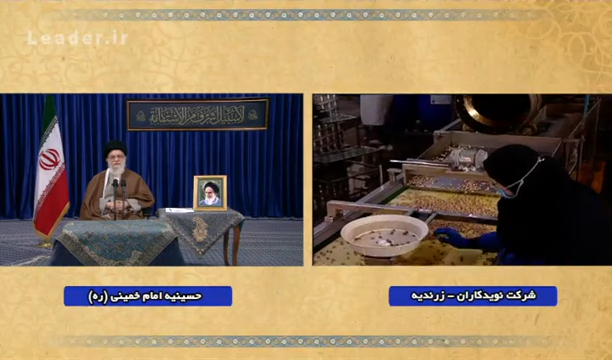 Leader.ir
حسینیه امام خمینی (ره)
شرکت نویدکاران - زرندیه